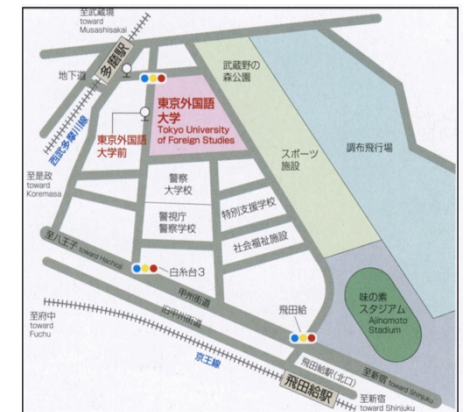 至武蔵境
toward
Musashisakai
多磨駅
地下道
西武多摩川線
武蔵野の
森公園
東京外国語
大学
Tokyo University
of Foreign Studies
東京外国語
大学前
スポーツ
施設
調布飛行場
至是政
toward
Koremasa
警察
大学校
警視庁
警察学校
特別支援学校
社会福祉施設
至八王子 toward Hachioji
白糸台3
甲州街道
旧甲州街道
味の素
スタジアム
Ajinomoto
Stadium
至府中
toward
Fuchu
飛田給
京王線
飛田給駅(北口)
飛田給駅
至新宿 toward Shinjuku
至新宿
toward Shinjuku